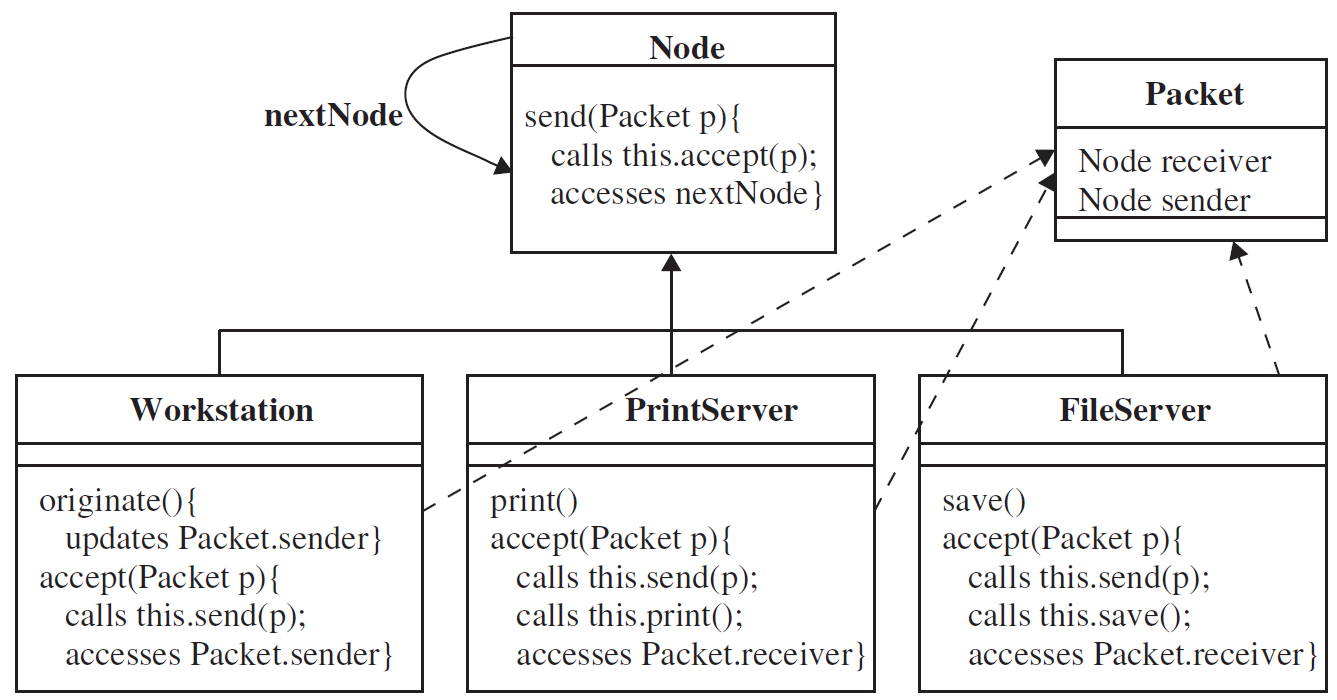 Node
nextNode
send(Packet p){
calls this.accept(p);
accesses nextNode}
Packet
Node receiver
Node sender
Workstation
originate(){
updates Packet.sender}
accept(Packet p){
calls this.send(p);
accesses Packet.sender}
PrintServer
print()
accept(Packet p){
calls this.send(p);
calls this.print();
accesses Packet.receiver}
FileServer
save()
accept(Packet p){
calls this.send(p);
calls this.save();
accesses Packet.receiver}